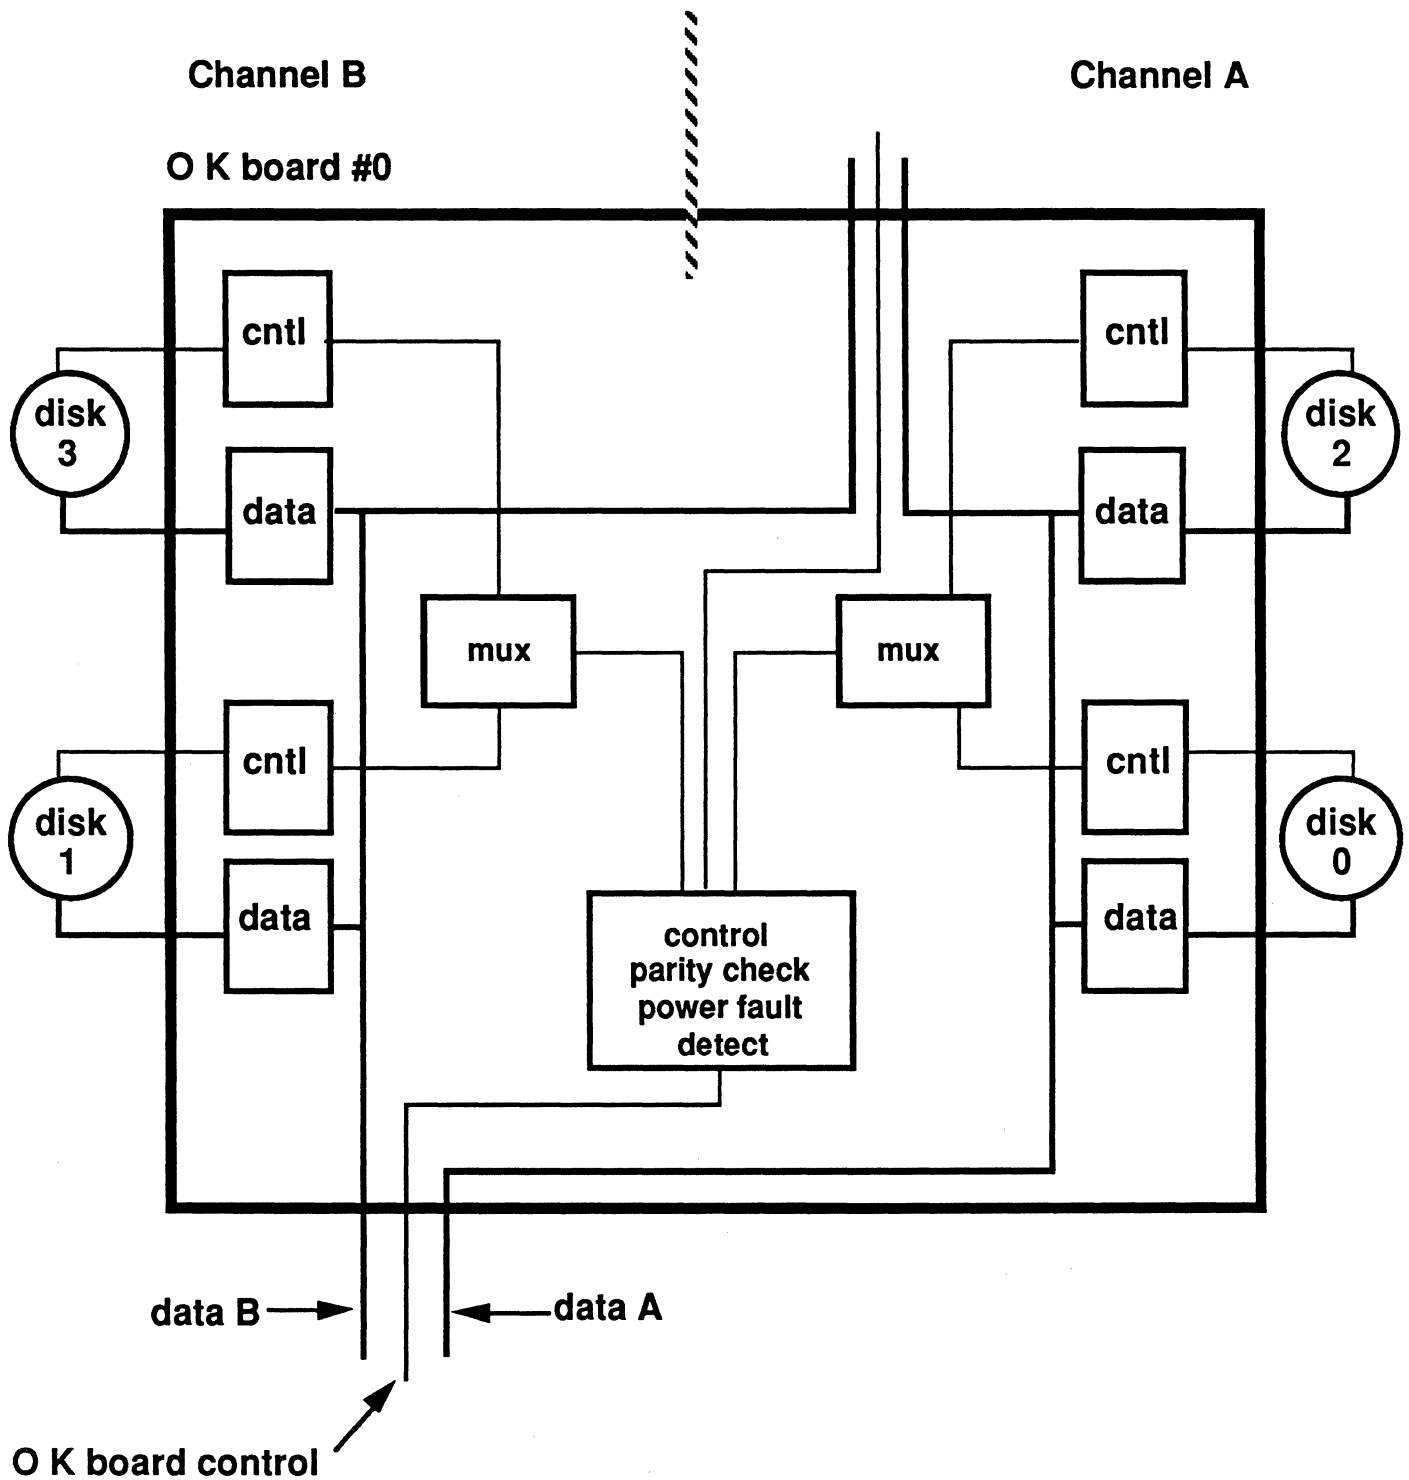 Channel B
Channel A
O K board #0
cntl
cntl
disk
3
disk
2
data
data
mux
mux
cntl
cntl
disk
1
disk
0
data
data
control
parity check
power fault
detect
data B
data A
O K board control